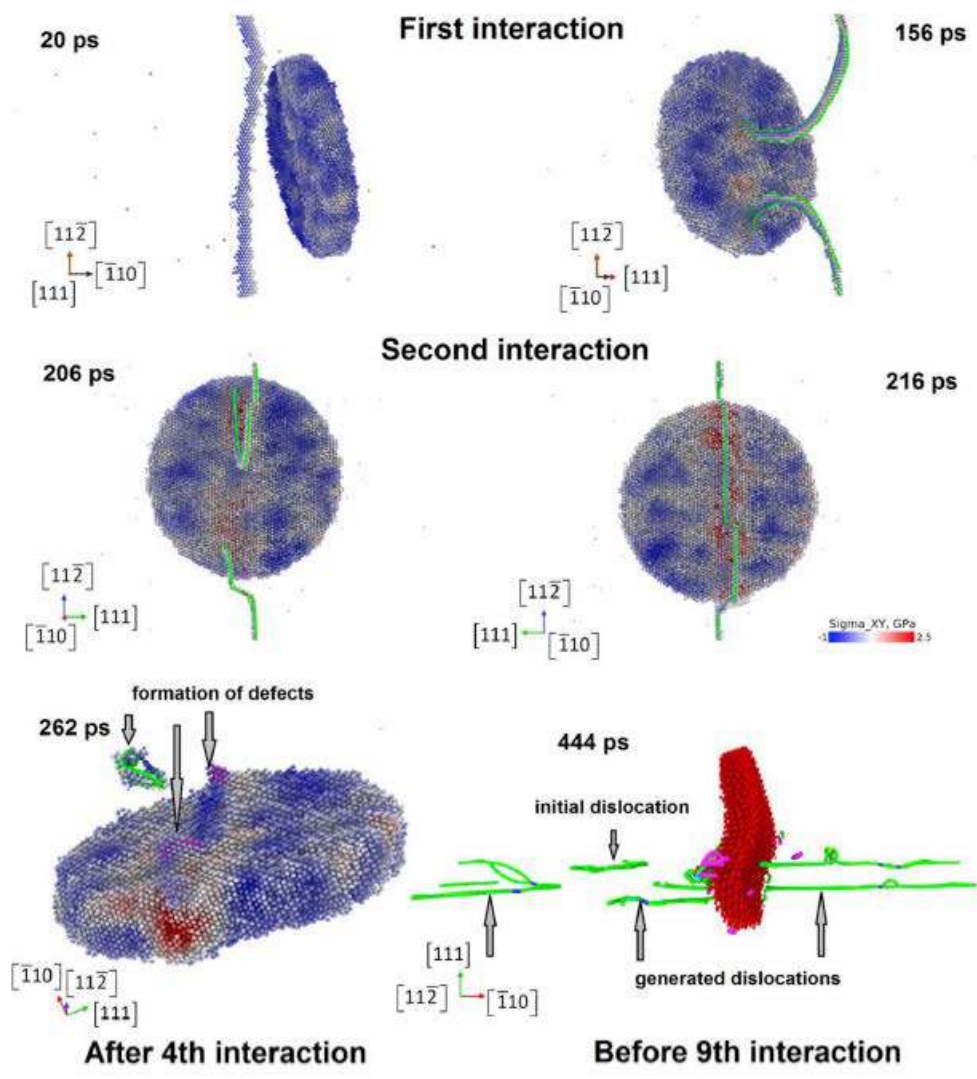 First interaction
20 ps
156 ps
[112̅]
[1̅10]
[111]
[112̅]
[111]
[1̅10]
Second interaction
206 ps
216 ps
[112̅]
[111]
[1̅10]
[112̅]
[111]
[1̅10]
Sigma_XY, GPa
-1 2.5
formation of defects
262 ps
444 ps
initial dislocation
[1̅10] [112̅]
[111]
[111]
[112̅] [1̅10]
generated dislocations
After 4th interaction
Before 9th interaction